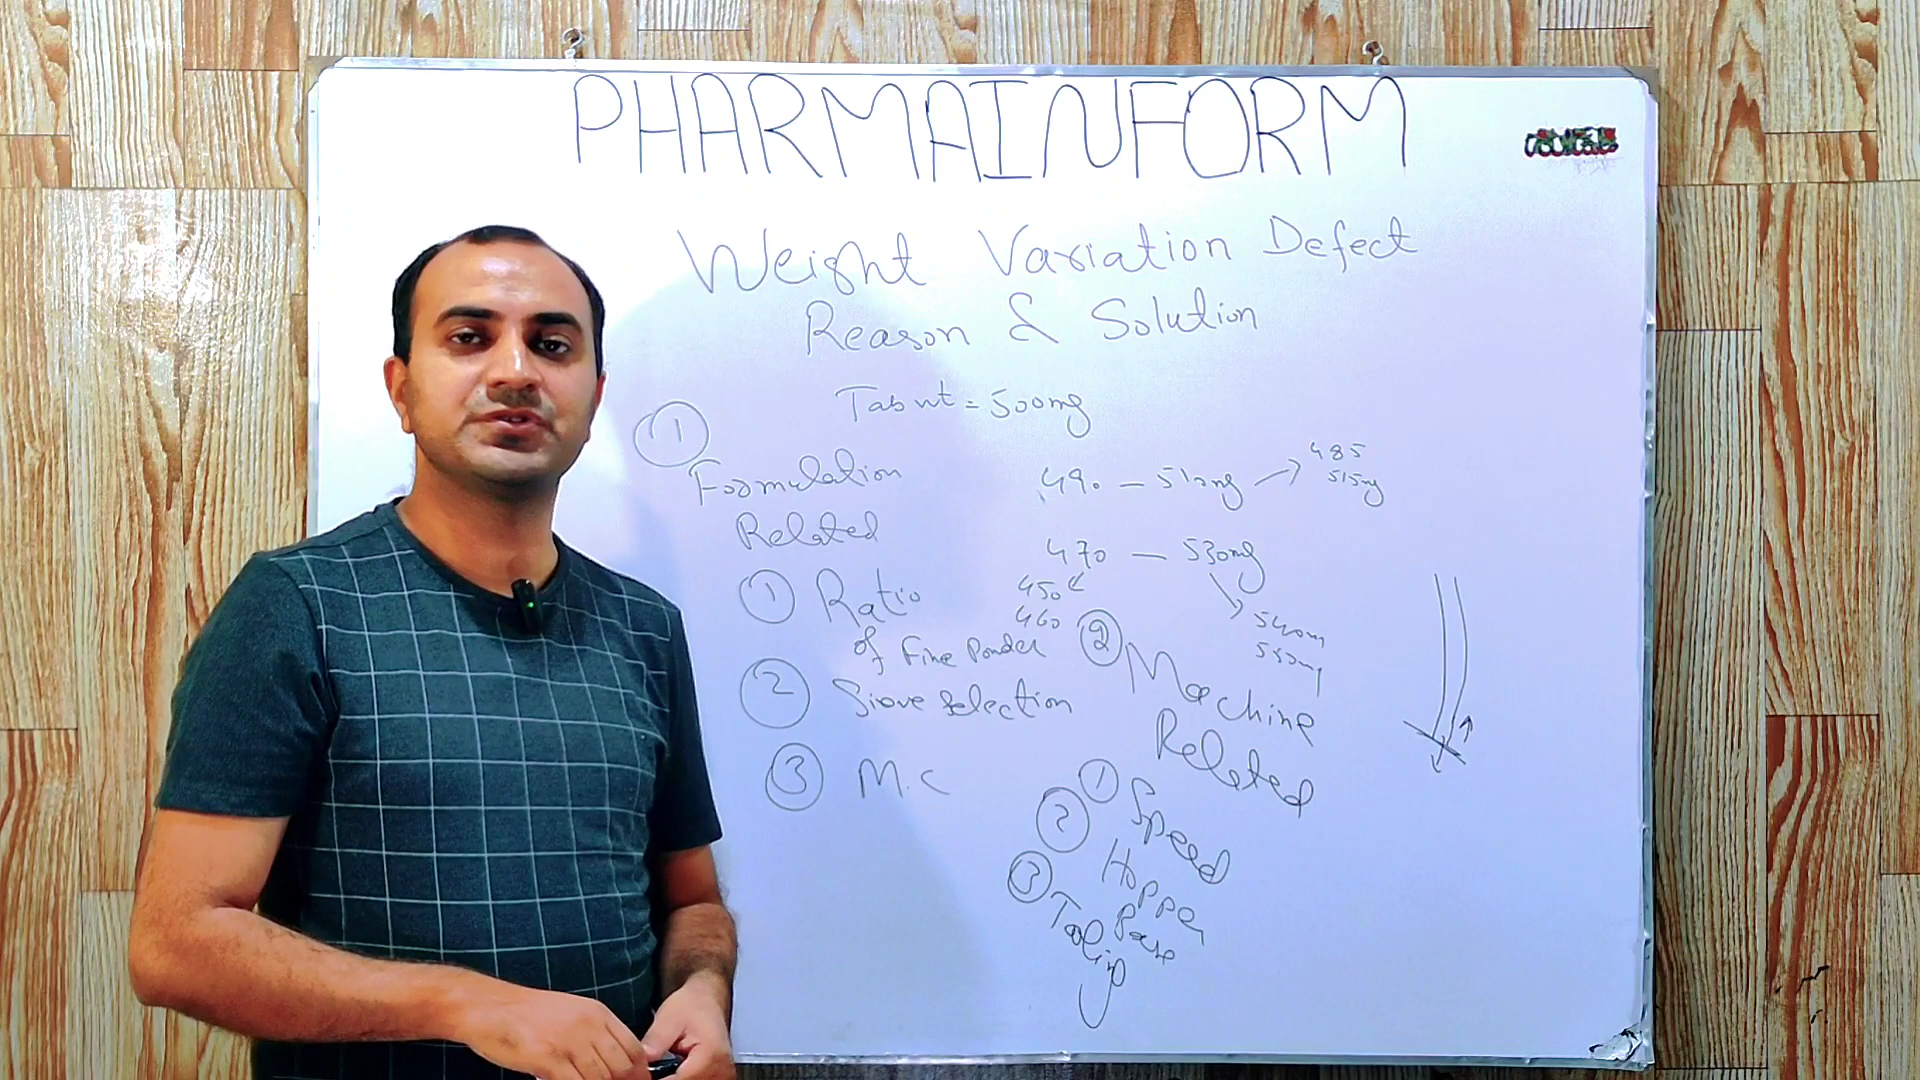 PHARMAINFORM
Weight Variation Defect
Reason & Solution
Tab wt = 500mg
1
Formulation
Related
490 – 510mg → 485
515mg
470 – 530mg
450
460
540mg
1 Ratio
of Fine Powder
2 Sieve Selection
3 M.C
2 Machine
Related
1 Speed
2 Hopper
3 Tooling